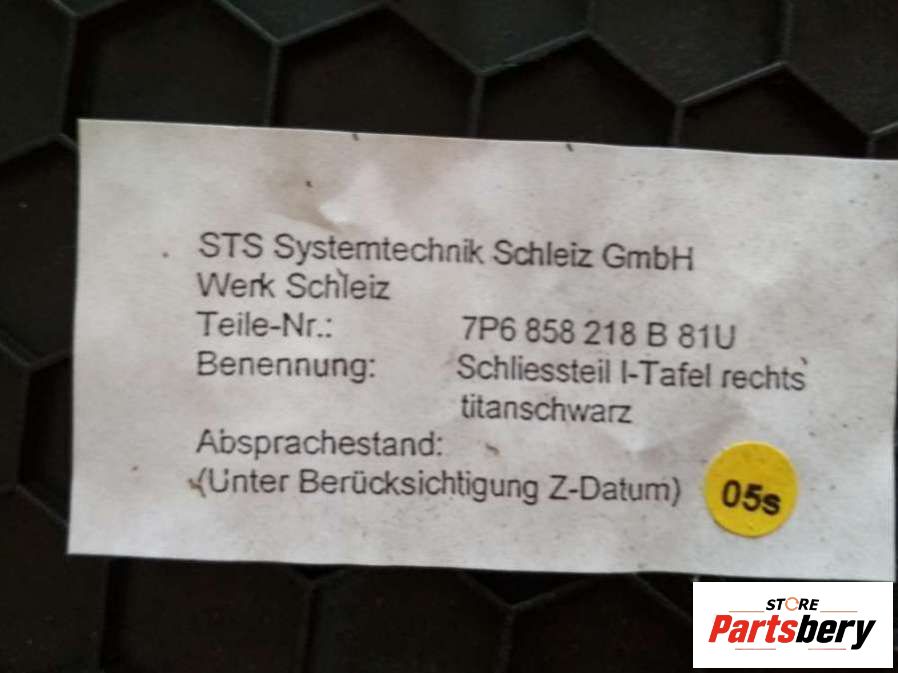 STS Systemtechnik Schleiz GmbH
Werk Schleiz
Teile-Nr.: 7P6 858 218 B 81U
Benennung: Schliessteil I-Tafel rechts
titanschwarz
Absprachestand:
(Unter Berücksichtigung Z-Datum)
05s
STORE
Partsbery